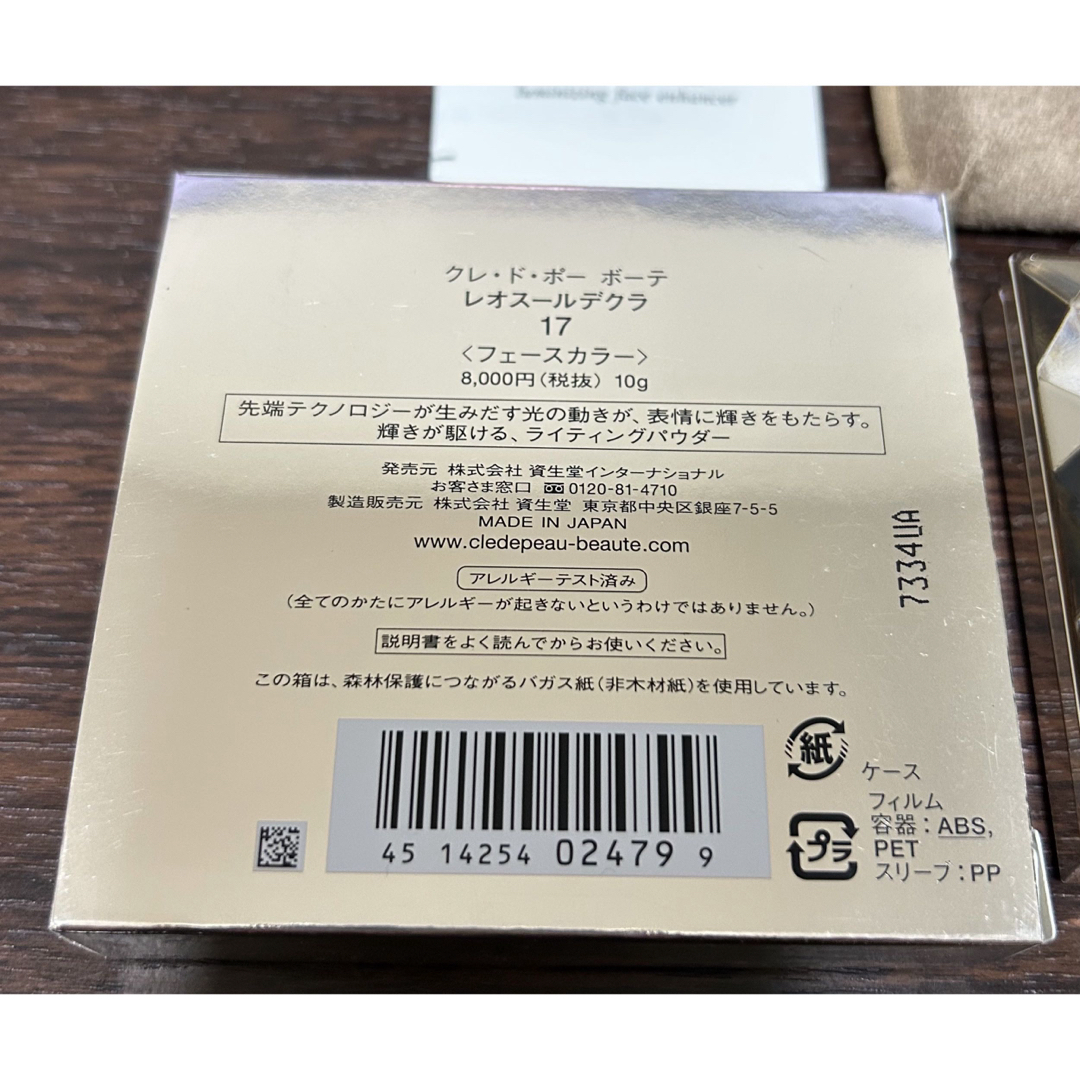 luminizing face enhancer
クレ・ド・ポー ボーテ
レオスールデクラ
17
〈フェースカラー〉
8,000円(税抜) 10g
先端テクノロジーが生みだす光の動きが、表情に輝きをもたらす。
輝きが駆ける、ライティングパウダー
発売元 株式会社 資生堂インターナショナル
お客さま窓口 0120-81-4710
製造販売元 株式会社 資生堂 東京都中央区銀座7-5-5
MADE IN JAPAN
www.cledepeau-beaute.com
アレルギーテスト済み
(全てのかたにアレルギーが起きないというわけではありません。)
説明書をよく読んでからお使いください。
この箱は、森林保護につながるバガス紙(非木材紙)を使用しています。
7334UA
紙
ケース
プラ
フィルム
容器:ABS,
PET
スリーブ:PP
45 14254 02479 9